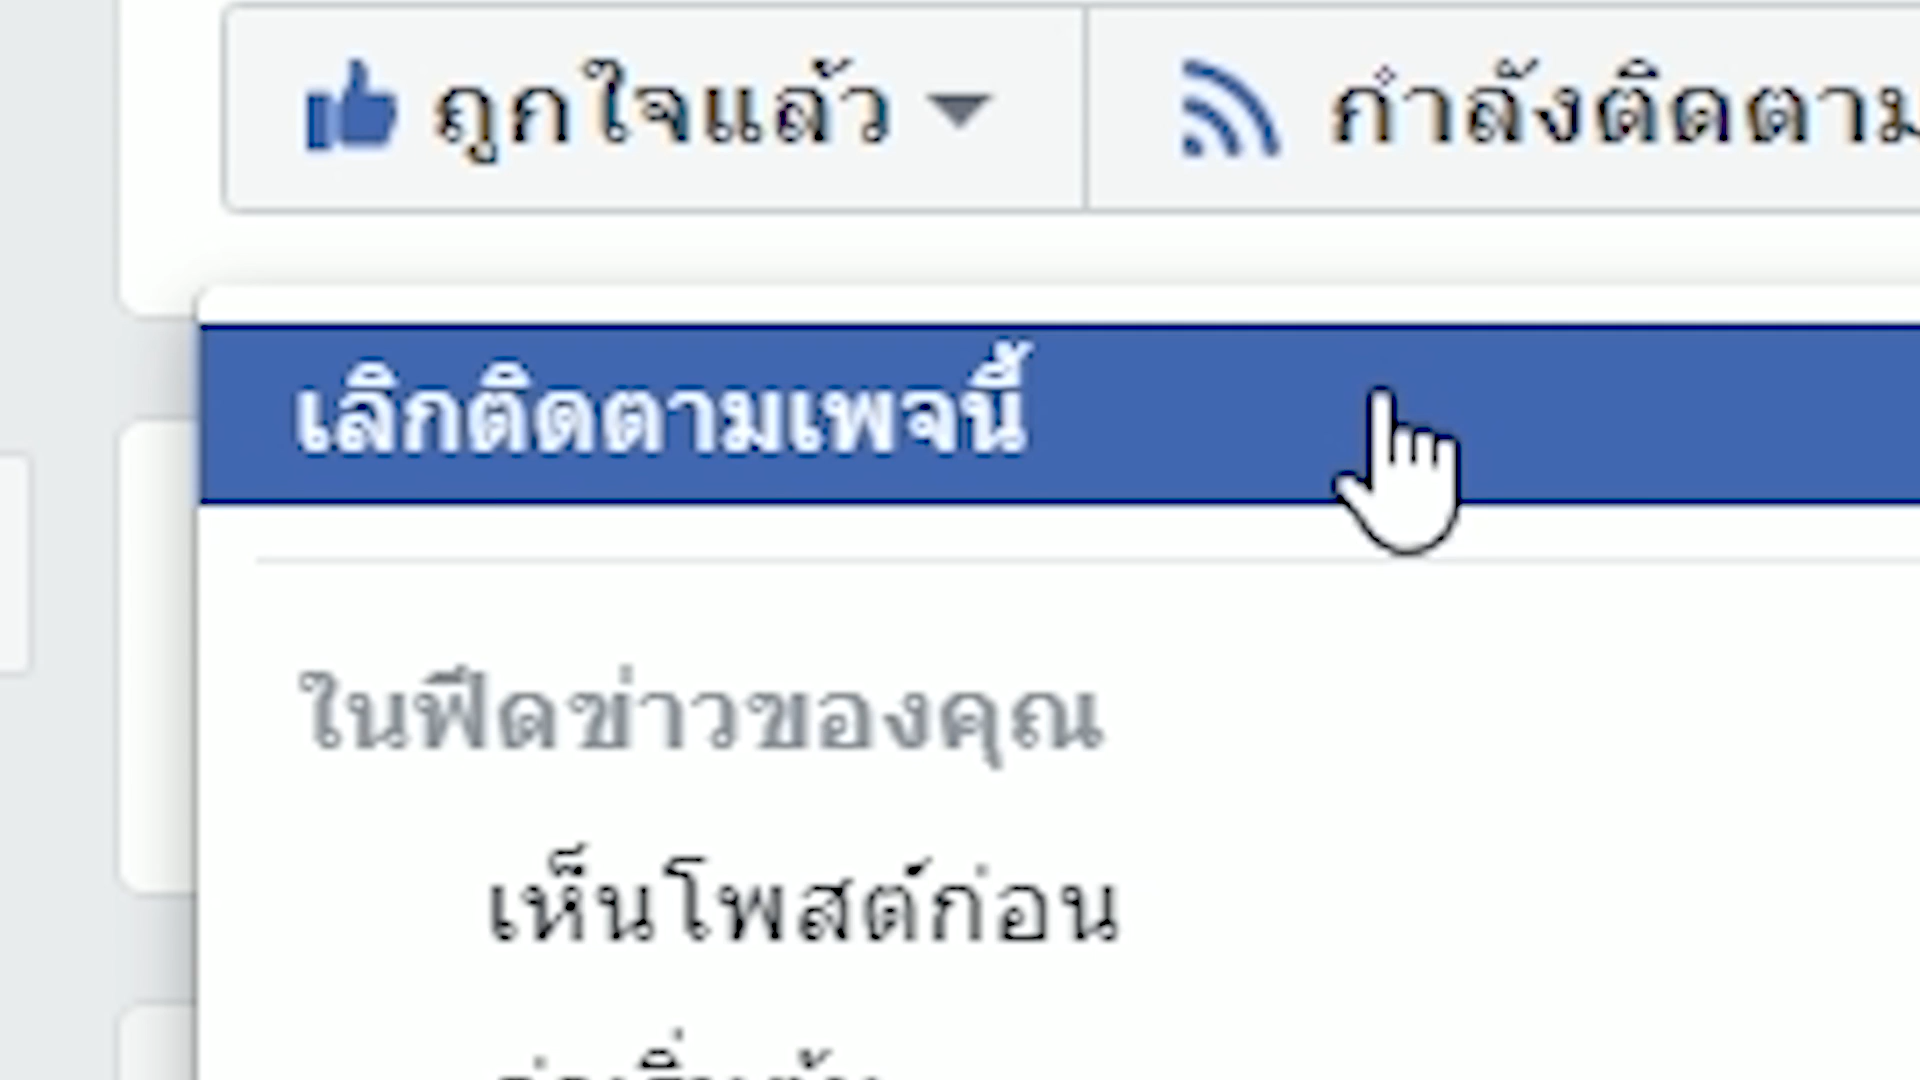 ถูกใจแล้ว กำลังติดตาม
เลิกติดตามเพจนี้
ในฟีดข่าวของคุณ
เห็นโพสต์ก่อน